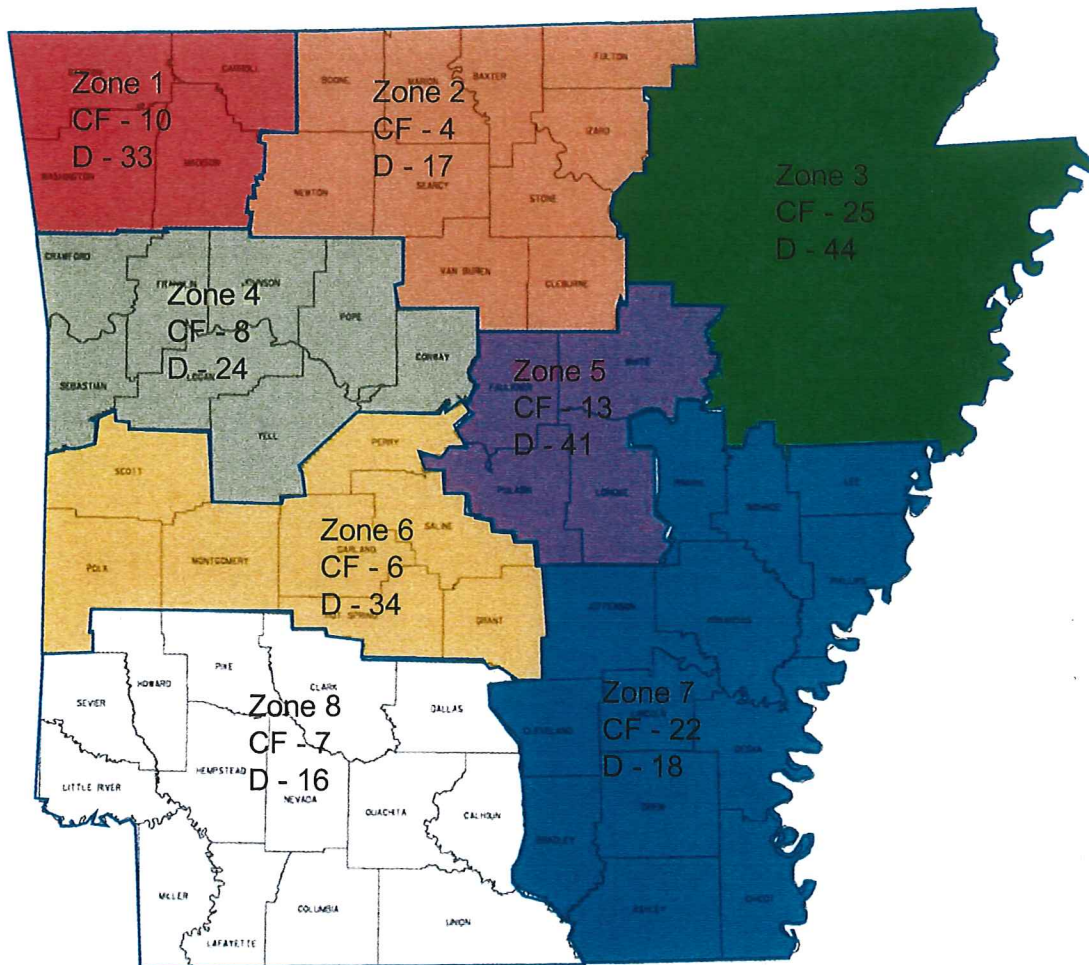 Zone 1
CF - 10
D - 33
CARROLL
MADISON
WASHINGTON
Zone 2
CF - 4
D - 17
BOONE
MARION
BAXTER
FULTON
IZARD
NEWTON
SEARCY
STONE
VAN BUREN
CLEBURNE
Zone 3
CF - 25
D - 44
CRAWFORD
FRANKLIN
JOHNSON
Zone 4
CF - 8
D - 24
POPE
CONWAY
SEBASTIAN
LOGAN
YELL
Zone 5
CF - 13
D - 41
FAULKNER
WHITE
PULASKI
LONOKE
PERRY
SCOTT
SALINE
Zone 6
CF - 6
D - 34
GARLAND
POLK
MONTGOMERY
HOT SPRING
GRANT
PRAIRIE
MONROE
LEE
PHILLIPS
JEFFERSON
ARKANSAS
Zone 7
CF - 22
D - 18
CLEVELAND
LINCOLN
DESHA
DREW
BRADLEY
ASHLEY
CHICOT
PIKE
HOWARD
CLARK
SEVIER
DALLAS
Zone 8
CF - 7
D - 16
HEMPSTEAD
LITTLE RIVER
NEVADA
OUACHITA
CALHOUN
MILLER
COLUMBIA
UNION
LAFAYETTE